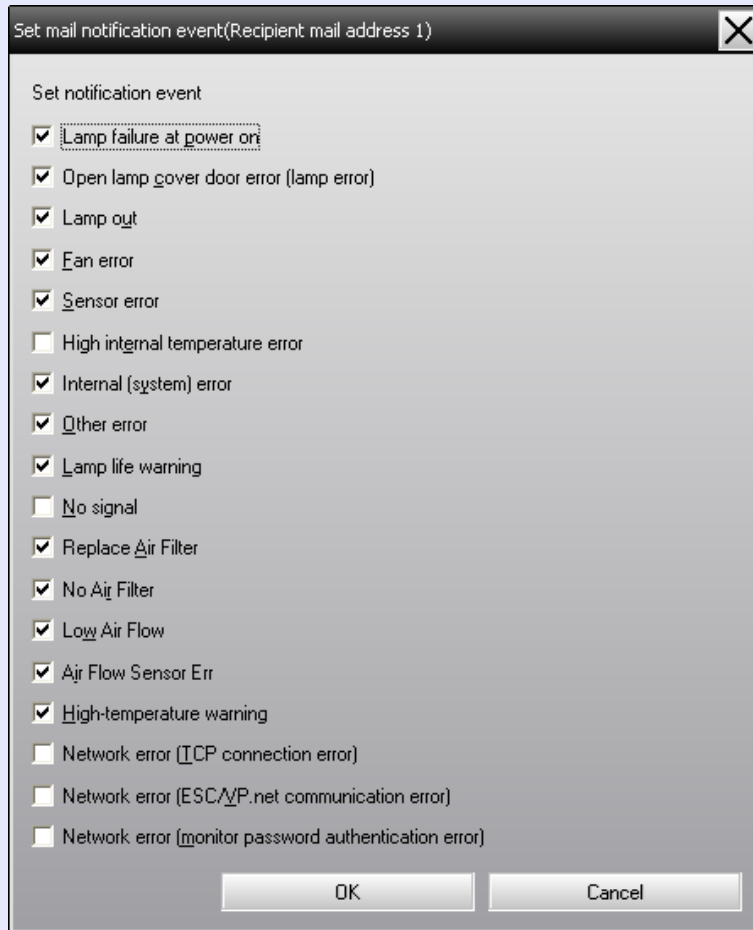 Set mail notification event(Recipient mail address 1)
Set notification event
Lamp failure at power on
Open lamp cover door error (lamp error)
Lamp out
Fan error
Sensor error
High internal temperature error
Internal (system) error
Other error
Lamp life warning
No signal
Replace Air Filter
No Air Filter
Low Air Flow
Air Flow Sensor Err
High-temperature warning
Network error (TCP connection error)
Network error (ESC/VP.net communication error)
Network error (monitor password authentication error)
OK Cancel